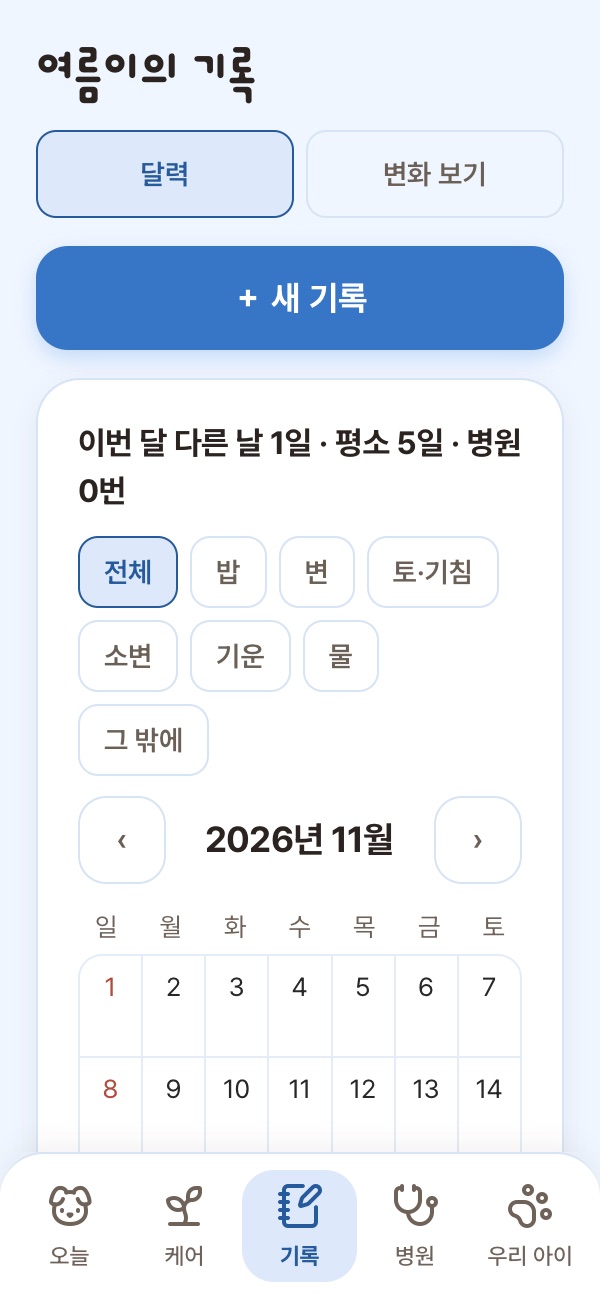 여름이의 기록
달력 변화 보기
+ 새 기록
이번 달 다른 날 1일 · 평소 5일 · 병원
0번
전체 밥 변 토·기침
소변 기운 물
그 밖에
‹ 2026년 11월 ›
일 월 화 수 목 금 토
1 2 3 4 5 6 7
8 9 10 11 12 13 14
오늘 케어 기록 병원 우리 아이